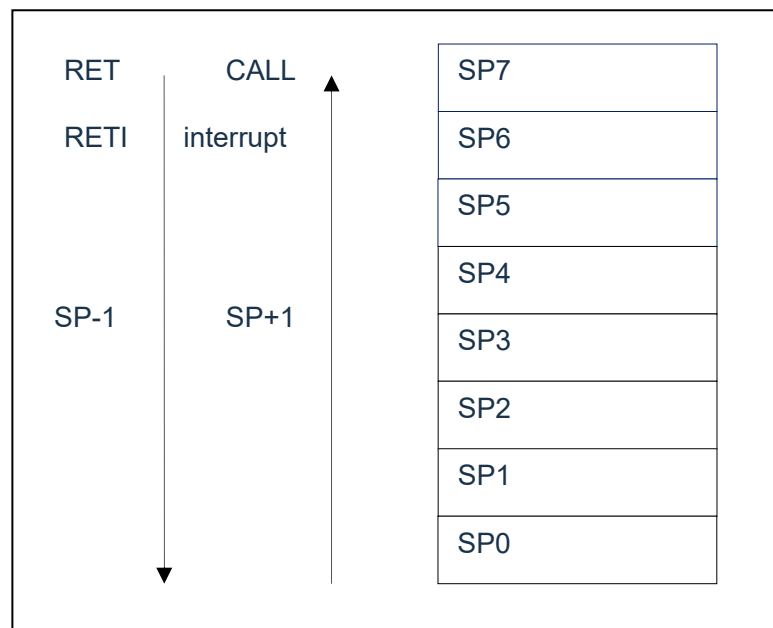 RET CALL SP7
RETI interrupt SP6
SP5
SP4
SP-1 SP+1 SP3
SP2
SP1
SP0